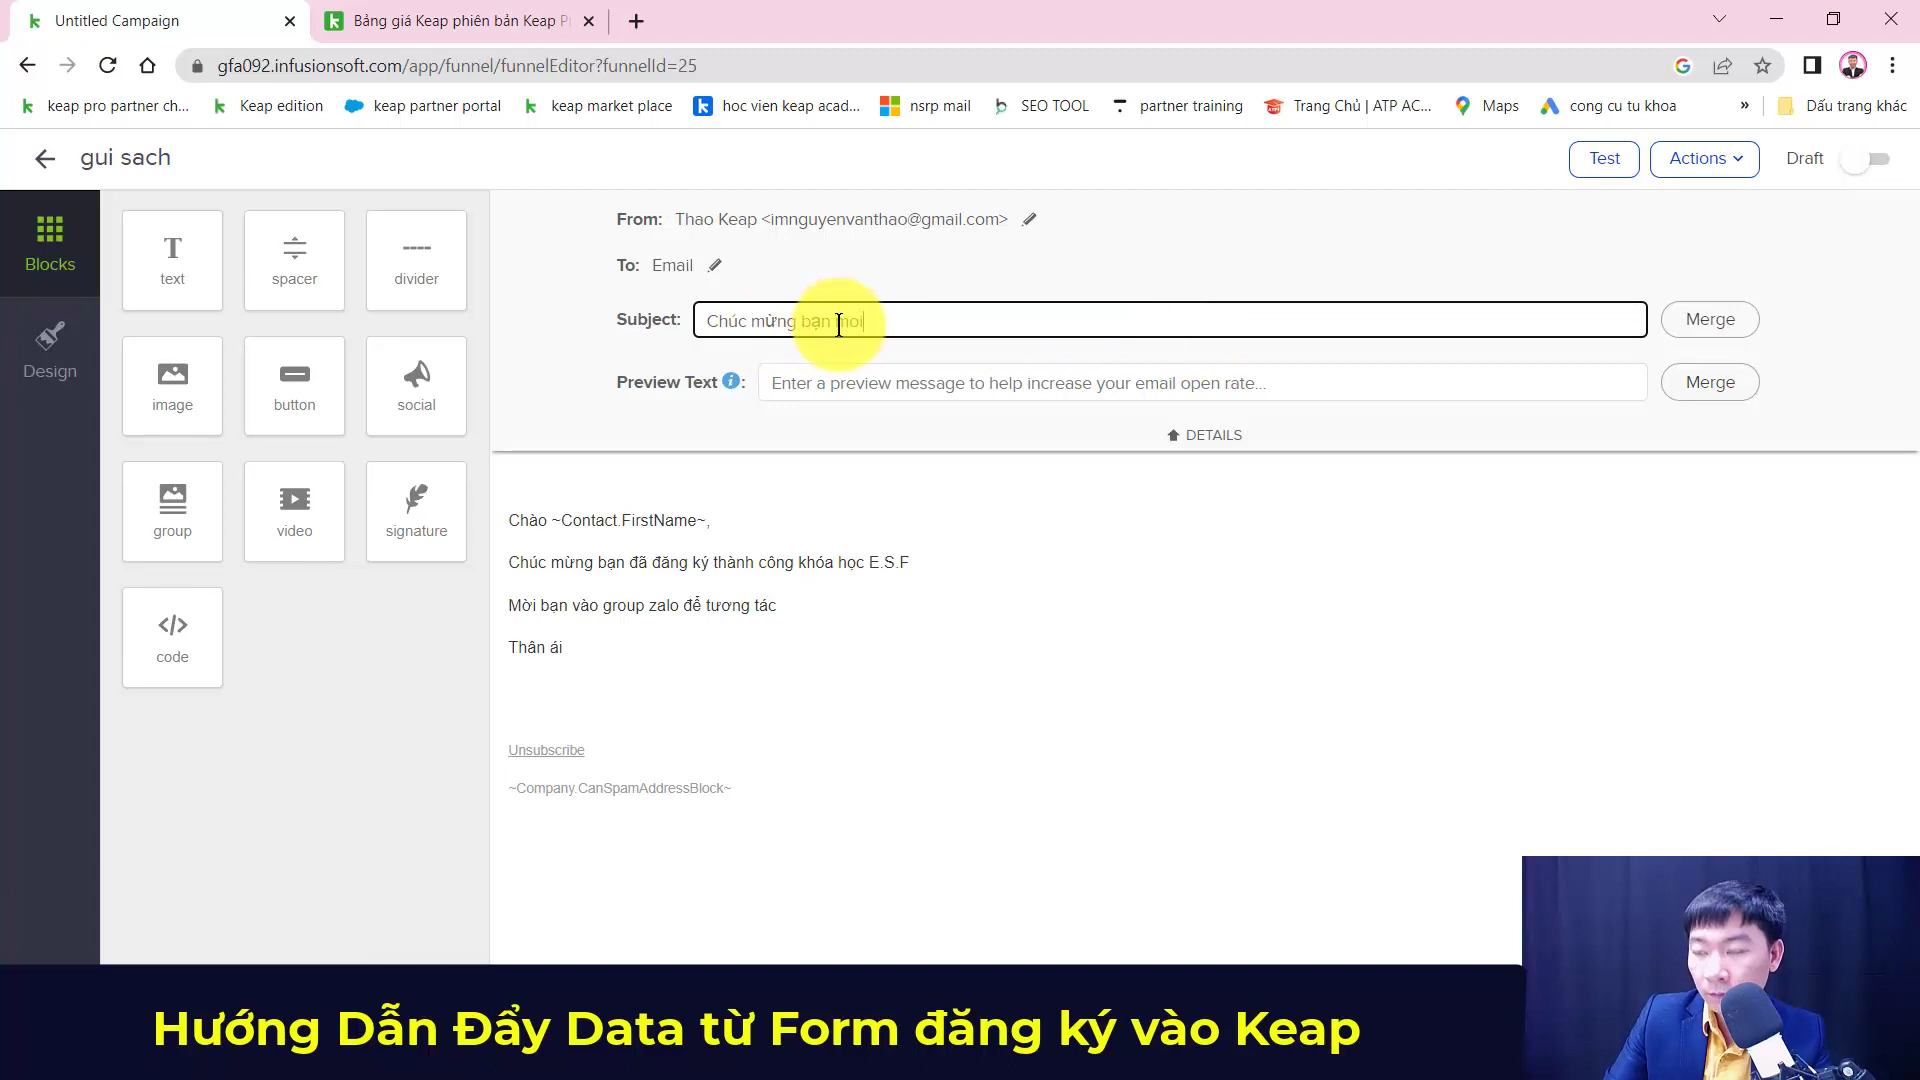 Untitled Campaign
Bảng giá Keap phiên bản Keap P
gfa092.infusionsoft.com/app/funnel/funnelEditor?funnelId=25
keap pro partner ch...
Keap edition
keap partner portal
keap market place
hoc vien keap acad...
nsrp mail
SEO TOOL
partner training
Trang Chủ | ATP AC...
Maps
cong cu tu khoa
»
Dấu trang khác
gui sach
Test
Actions
Draft
Blocks
Design
text
spacer
divider
image
button
social
group
video
signature
code
From: Thao Keap <imnguyenvanthao@gmail.com>
To: Email
Subject: Chúc mừng bạn moi
Merge
Preview Text : Enter a preview message to help increase your email open rate...
Merge
DETAILS
Chào ~Contact.FirstName~,
Chúc mừng bạn đã đăng ký thành công khóa học E.S.F
Mời bạn vào group zalo để tương tác
Thân ái
Unsubscribe
~Company.CanSpamAddressBlock~
Hướng Dẫn Đẩy Data từ Form đăng ký vào Keap